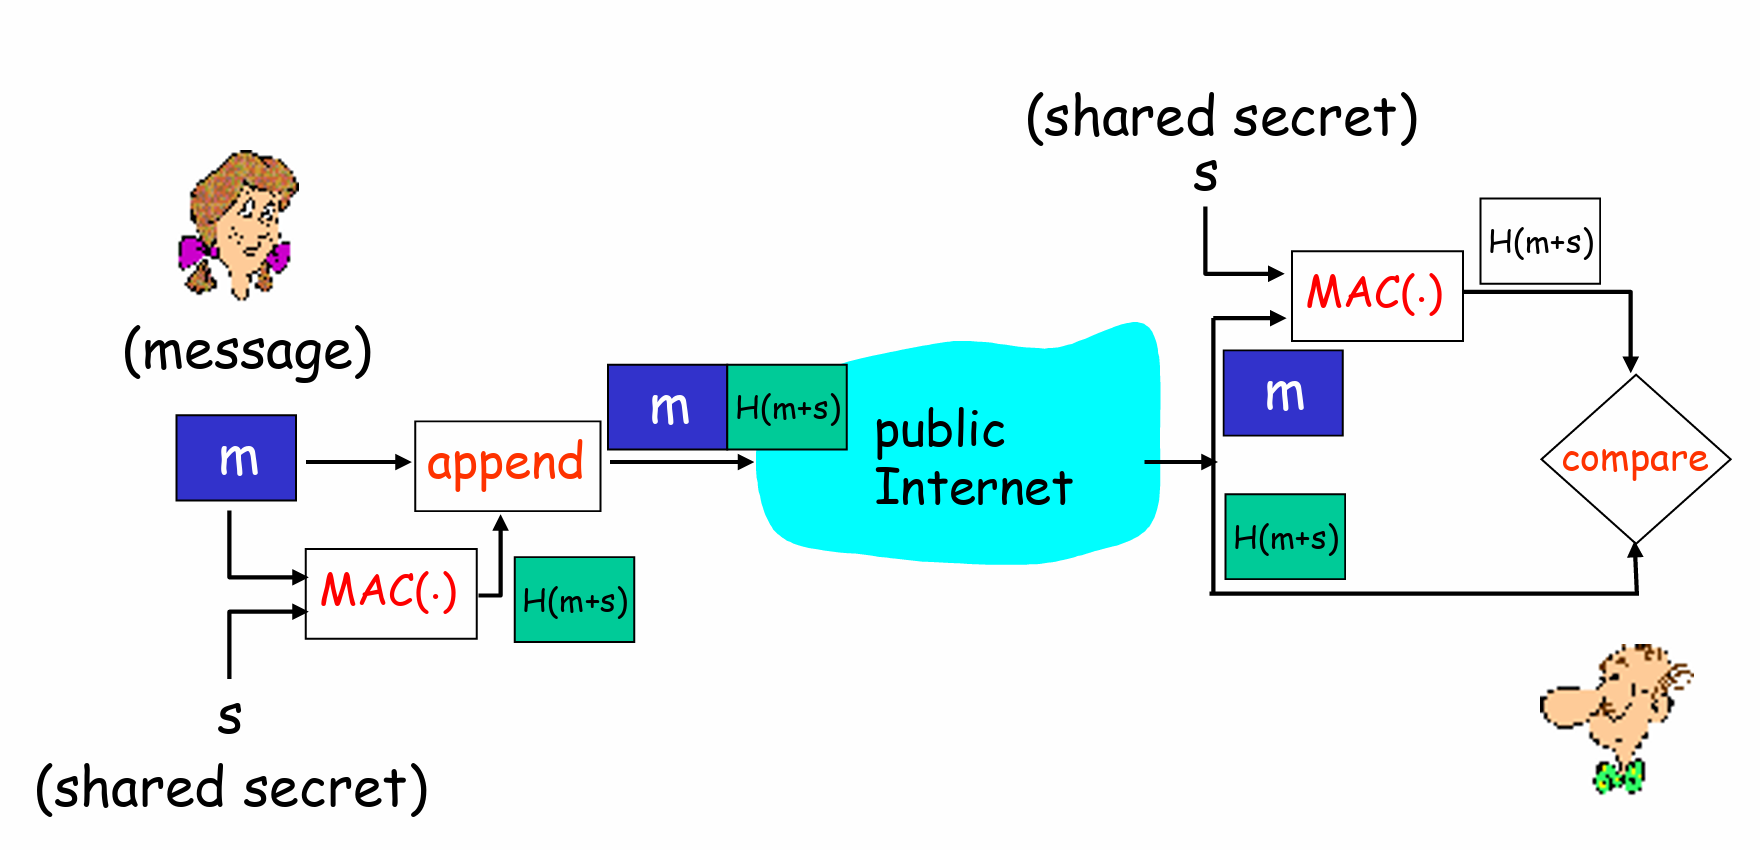 (shared secret)
s
H(m+s)
MAC(.)
(message)
m
m
H(m+s)
append
public
Internet
m
compare
H(m+s)
MAC(.)
H(m+s)
s
(shared secret)